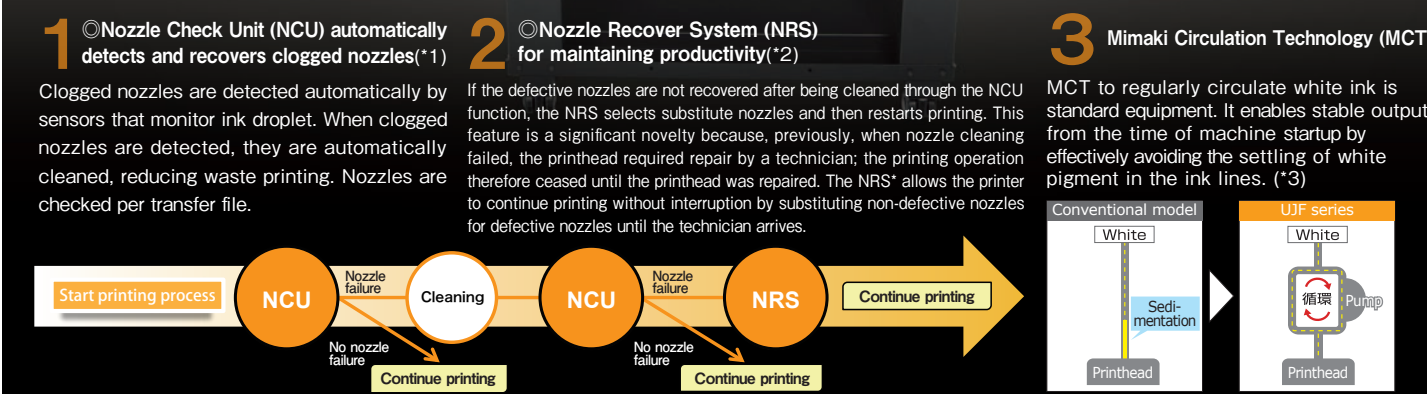 1
◎Nozzle Check Unit (NCU) automatically
detects and recovers clogged nozzles(*1)
Clogged nozzles are detected automatically by
sensors that monitor ink droplet. When clogged
nozzles are detected, they are automatically
cleaned, reducing waste printing. Nozzles are
checked per transfer file.
2
◎Nozzle Recover System (NRS)
for maintaining productivity(*2)
If the defective nozzles are not recovered after being cleaned through the NCU
function, the NRS selects substitute nozzles and then restarts printing. This
feature is a significant novelty because, previously, when nozzle cleaning
failed, the printhead required repair by a technician; the printing operation
therefore ceased until the printhead was repaired. The NRS* allows the printer
to continue printing without interruption by substituting non-defective nozzles
for defective nozzles until the technician arrives.
3
Mimaki Circulation Technology (MCT
MCT to regularly circulate white ink is
standard equipment. It enables stable output
from the time of machine startup by
effectively avoiding the settling of white
pigment in the ink lines. (*3)
Start printing process
NCU
Nozzle
failure
Cleaning
NCU
Nozzle
failure
NRS
Continue printing
No nozzle
failure
Continue printing
No nozzle
failure
Continue printing
Conventional model
White
Sedi-
mentation
Printhead
UJF series
White
循環
Pump
Printhead